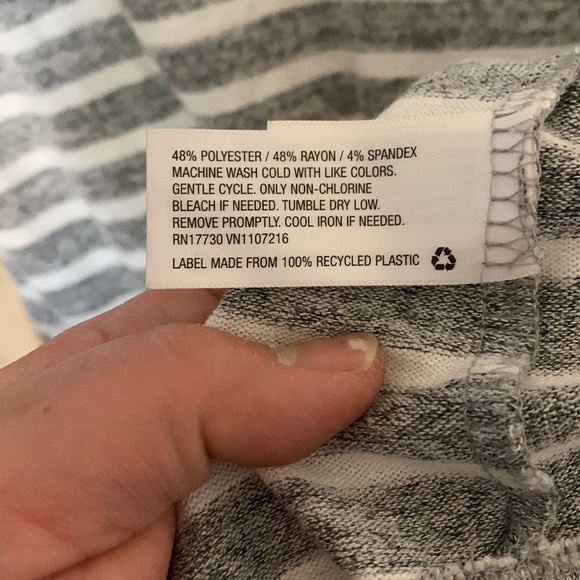 48% POLYESTER / 48% RAYON / 4% SPANDEX
MACHINE WASH COLD WITH LIKE COLORS.
GENTLE CYCLE. ONLY NON-CHLORINE
BLEACH IF NEEDED. TUMBLE DRY LOW.
REMOVE PROMPTLY. COOL IRON IF NEEDED.
RN17730 VN1107216
LABEL MADE FROM 100% RECYCLED PLASTIC